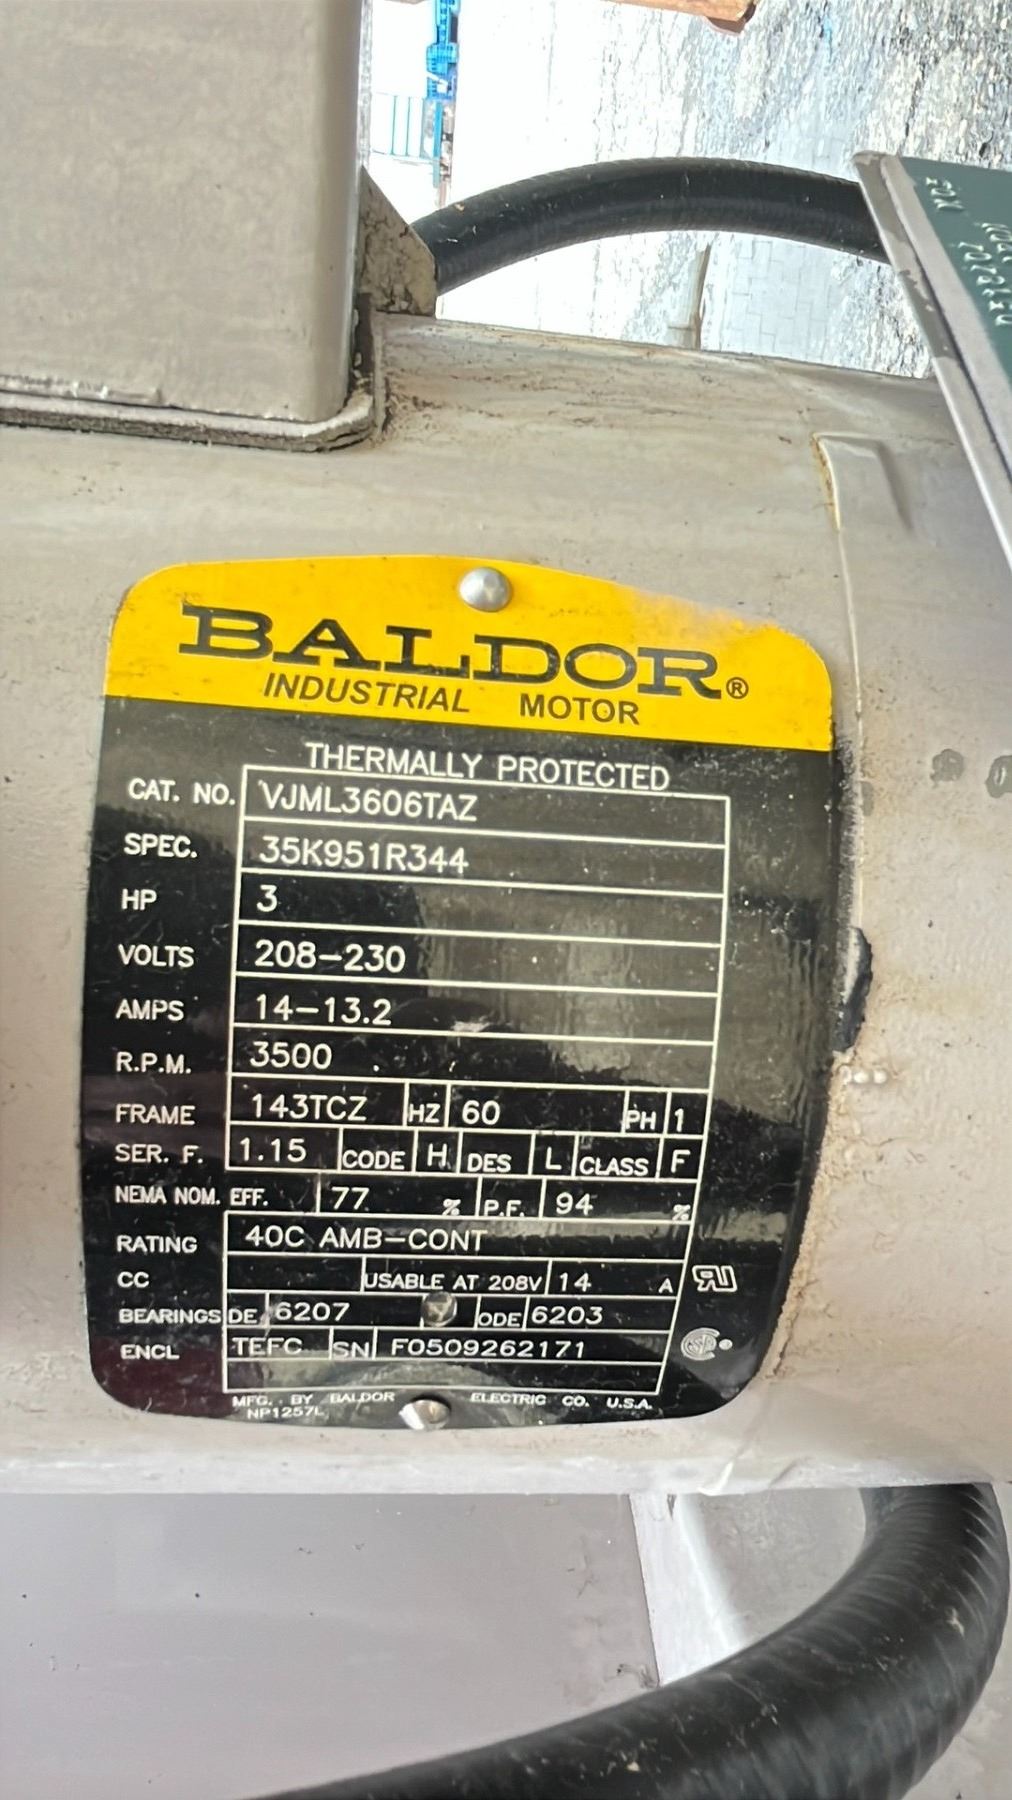 BALDOR®
INDUSTRIAL MOTOR
THERMALLY PROTECTED
CAT. NO. VJML3606TAZ
SPEC. 35K951R344
HP 3
VOLTS 208-230
AMPS 14-13.2
R.P.M. 3500
FRAME 143TCZ HZ 60 PH 1
SER. F. 1.15 CODE H DES L CLASS F
NEMA NOM. EFF. 77 % P.F. 94 %
RATING 40C AMB-CONT
CC USABLE AT 208V 14 A
BEARINGS DE 6207 ODE 6203
ENCL TEFC SN F0509262171
MFG. BY BALDOR ELECTRIC CO. U.S.A.
NP1257L